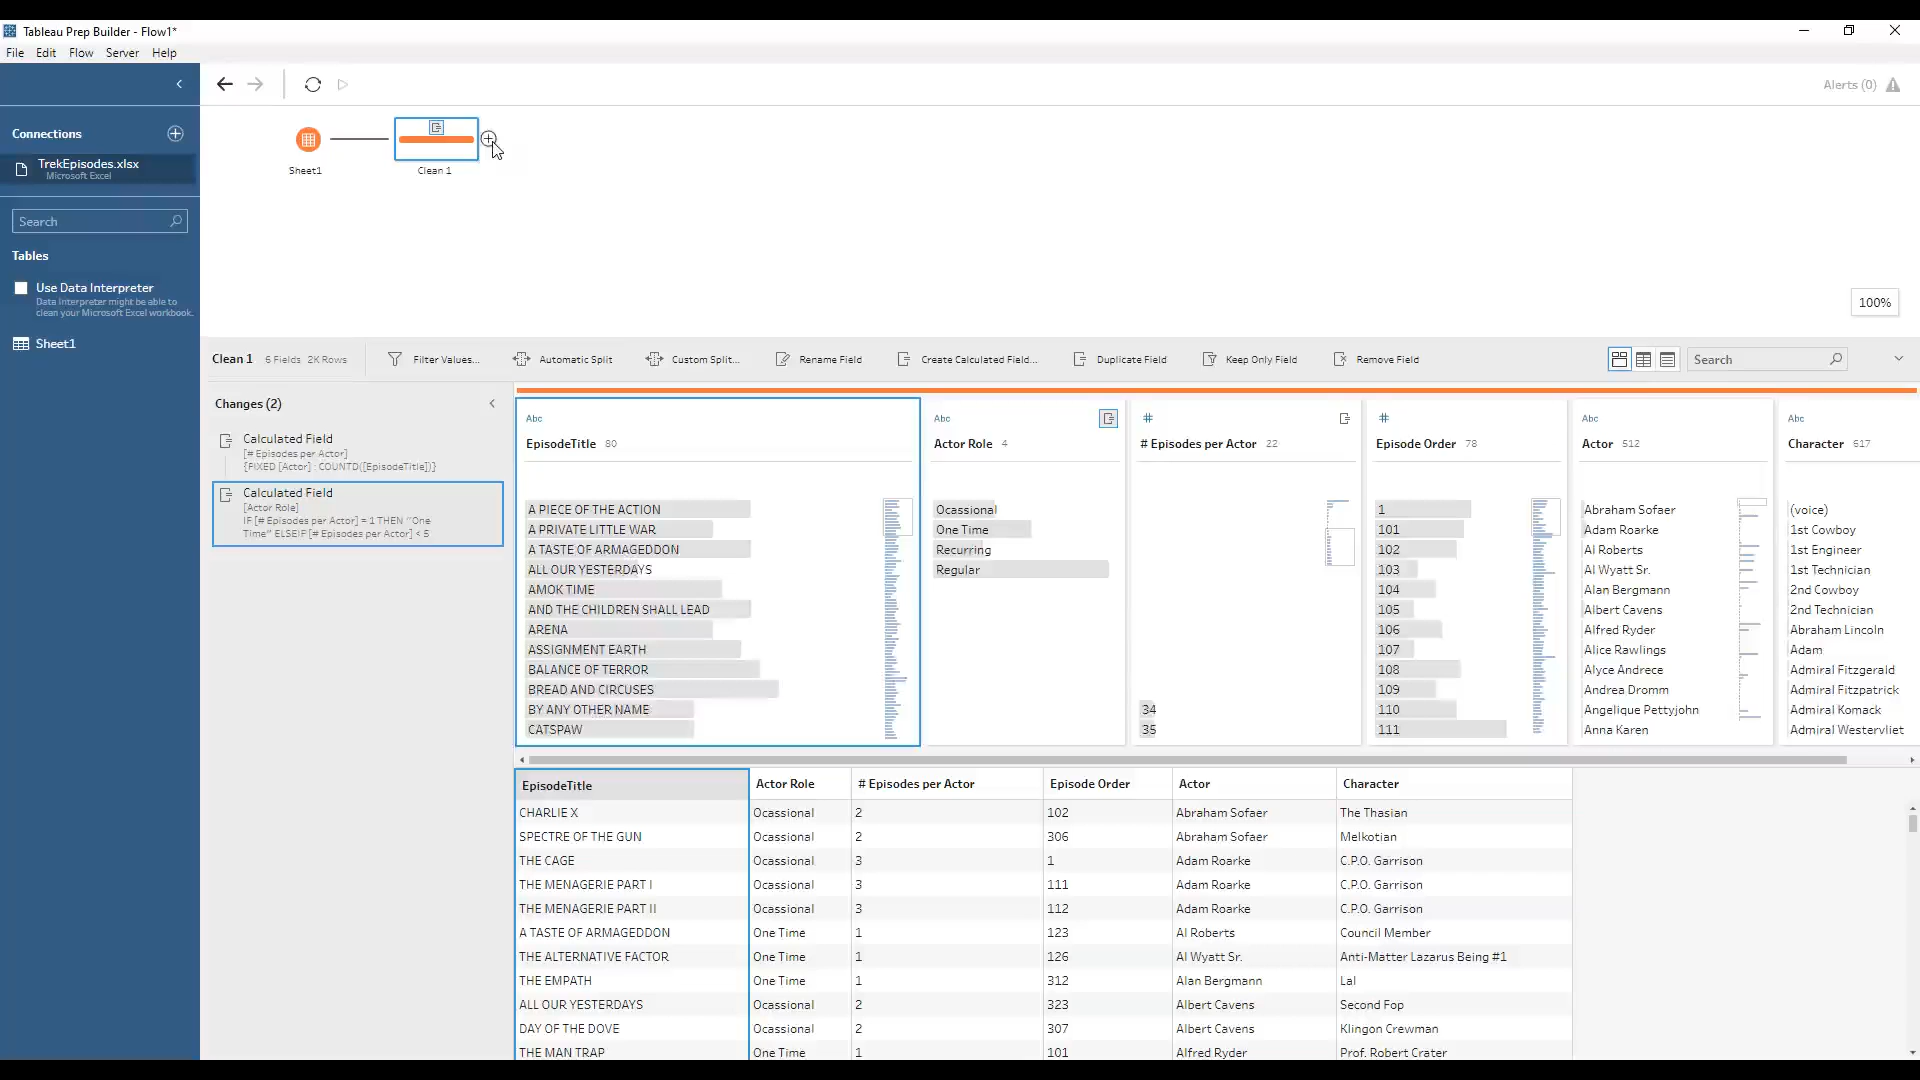 Tableau Prep Builder - Flow1*
File Edit Flow Server Help
Alerts (0)
Connections
TrekEpisodes.xlsx
Microsoft Excel
Search
Tables
Use Data Interpreter
Data Interpreter might be able to
clean your Microsoft Excel workbook.
Sheet1
Sheet1
Clean 1
100%
Clean 1 6 Fields 2K Rows Filter Values... Automatic Split Custom Split... Rename Field Create Calculated Field... Duplicate Field Keep Only Field Remove Field Search
Changes (2)
Calculated Field
[# Episodes per Actor]
{FIXED [Actor] : COUNTD([EpisodeTitle])}
Calculated Field
[Actor Role]
IF [# Episodes per Actor] = 1 THEN "One
Time" ELSEIF [# Episodes per Actor] < 5
Abc
EpisodeTitle 80
A PIECE OF THE ACTION
A PRIVATE LITTLE WAR
A TASTE OF ARMAGEDDON
ALL OUR YESTERDAYS
AMOK TIME
AND THE CHILDREN SHALL LEAD
ARENA
ASSIGNMENT EARTH
BALANCE OF TERROR
BREAD AND CIRCUSES
BY ANY OTHER NAME
CATSPAW
Abc
Actor Role 4
Ocassional
One Time
Recurring
Regular
#
# Episodes per Actor 22
34
35
#
Episode Order 78
1
101
102
103
104
105
106
107
108
109
110
111
Abc
Actor 512
Abraham Sofaer
Adam Roarke
Al Roberts
Al Wyatt Sr.
Alan Bergmann
Albert Cavens
Alfred Ryder
Alice Rawlings
Alyce Andrece
Andrea Dromm
Angelique Pettyjohn
Anna Karen
Abc
Character 617
(voice)
1st Cowboy
1st Engineer
1st Technician
2nd Cowboy
2nd Technician
Abraham Lincoln
Adam
Admiral Fitzgerald
Admiral Fitzpatrick
Admiral Komack
Admiral Westervliet
EpisodeTitle Actor Role # Episodes per Actor Episode Order Actor Character
CHARLIE X Ocassional 2 102 Abraham Sofaer The Thasian
SPECTRE OF THE GUN Ocassional 2 306 Abraham Sofaer Melkotian
THE CAGE Ocassional 3 1 Adam Roarke C.P.O. Garrison
THE MENAGERIE PART I Ocassional 3 111 Adam Roarke C.P.O. Garrison
THE MENAGERIE PART II Ocassional 3 112 Adam Roarke C.P.O. Garrison
A TASTE OF ARMAGEDDON One Time 1 123 Al Roberts Council Member
THE ALTERNATIVE FACTOR One Time 1 126 Al Wyatt Sr. Anti-Matter Lazarus Being #1
THE EMPATH One Time 1 312 Alan Bergmann Lal
ALL OUR YESTERDAYS Ocassional 2 323 Albert Cavens Second Fop
DAY OF THE DOVE Ocassional 2 307 Albert Cavens Klingon Crewman
THE MAN TRAP One Time 1 101 Alfred Ryder Prof. Robert Crater